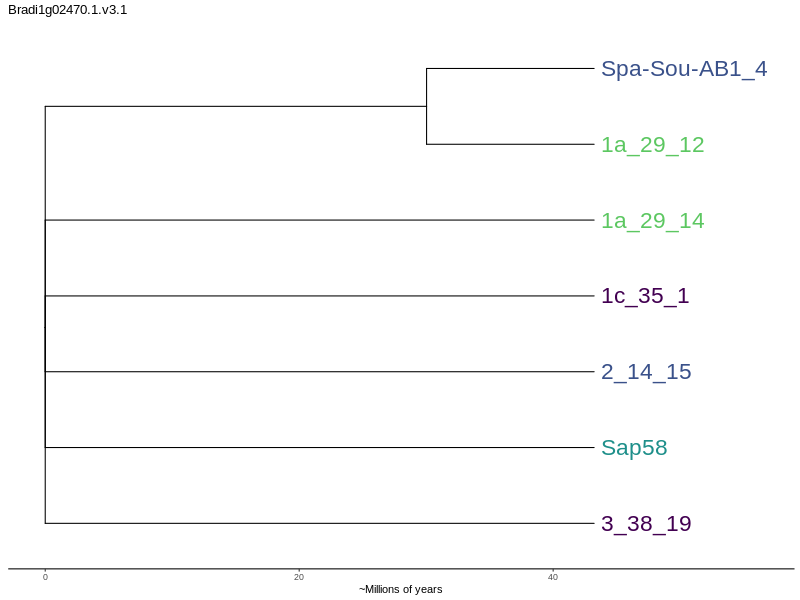 Bradi1g02470.1.v3.1
Spa-Sou-AB1_4
1a_29_12
1a_29_14
1c_35_1
2_14_15
Sap58
3_38_19
0 20 40
~Millions of years